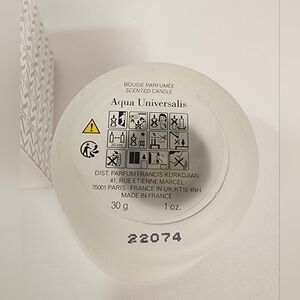 BOUGIE PARFUMÉE
SCENTED CANDLE
Aqua Universalis
DIST. PARFUM FRANCIS KURKDJIAN
41, RUE ETIENNE MARCEL
75001 PARIS - FRANCE IN UK: KT12 4NH
MADE IN FRANCE
30 g 1 oz.
22074